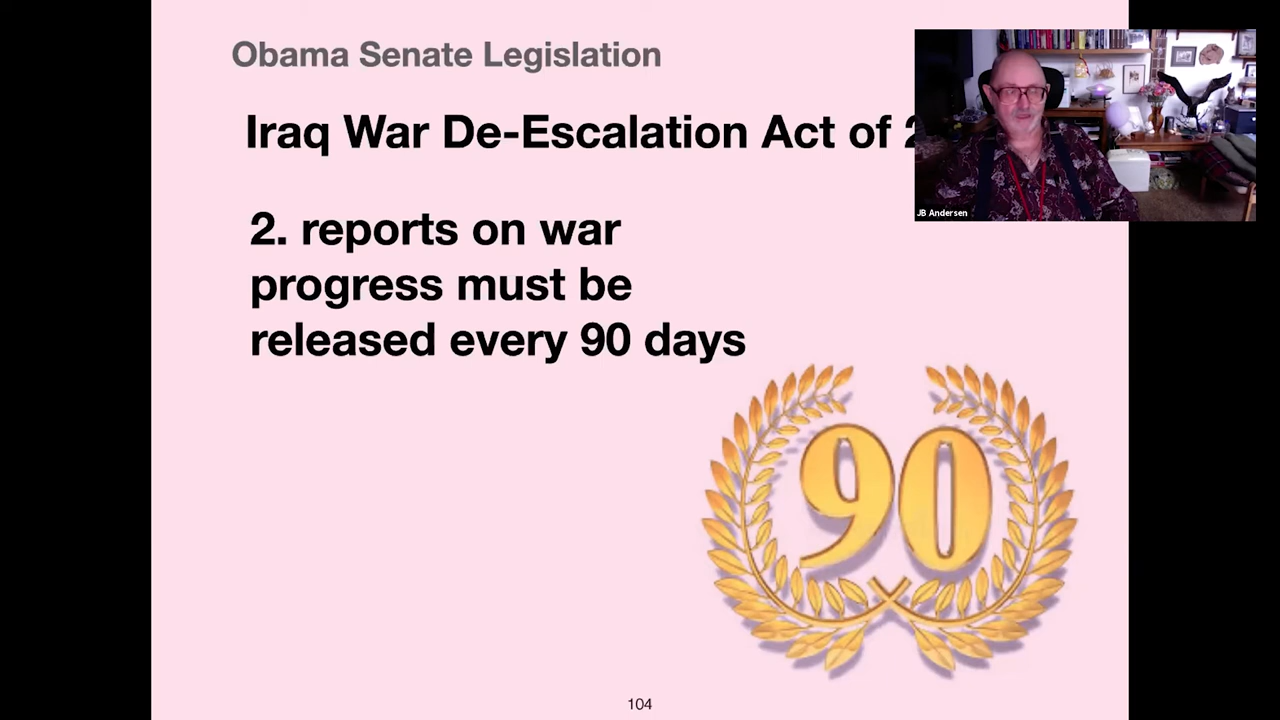 Obama Senate Legislation
Iraq War De-Escalation Act of 2
JB Andersen
2. reports on war
progress must be
released every 90 days
90
104